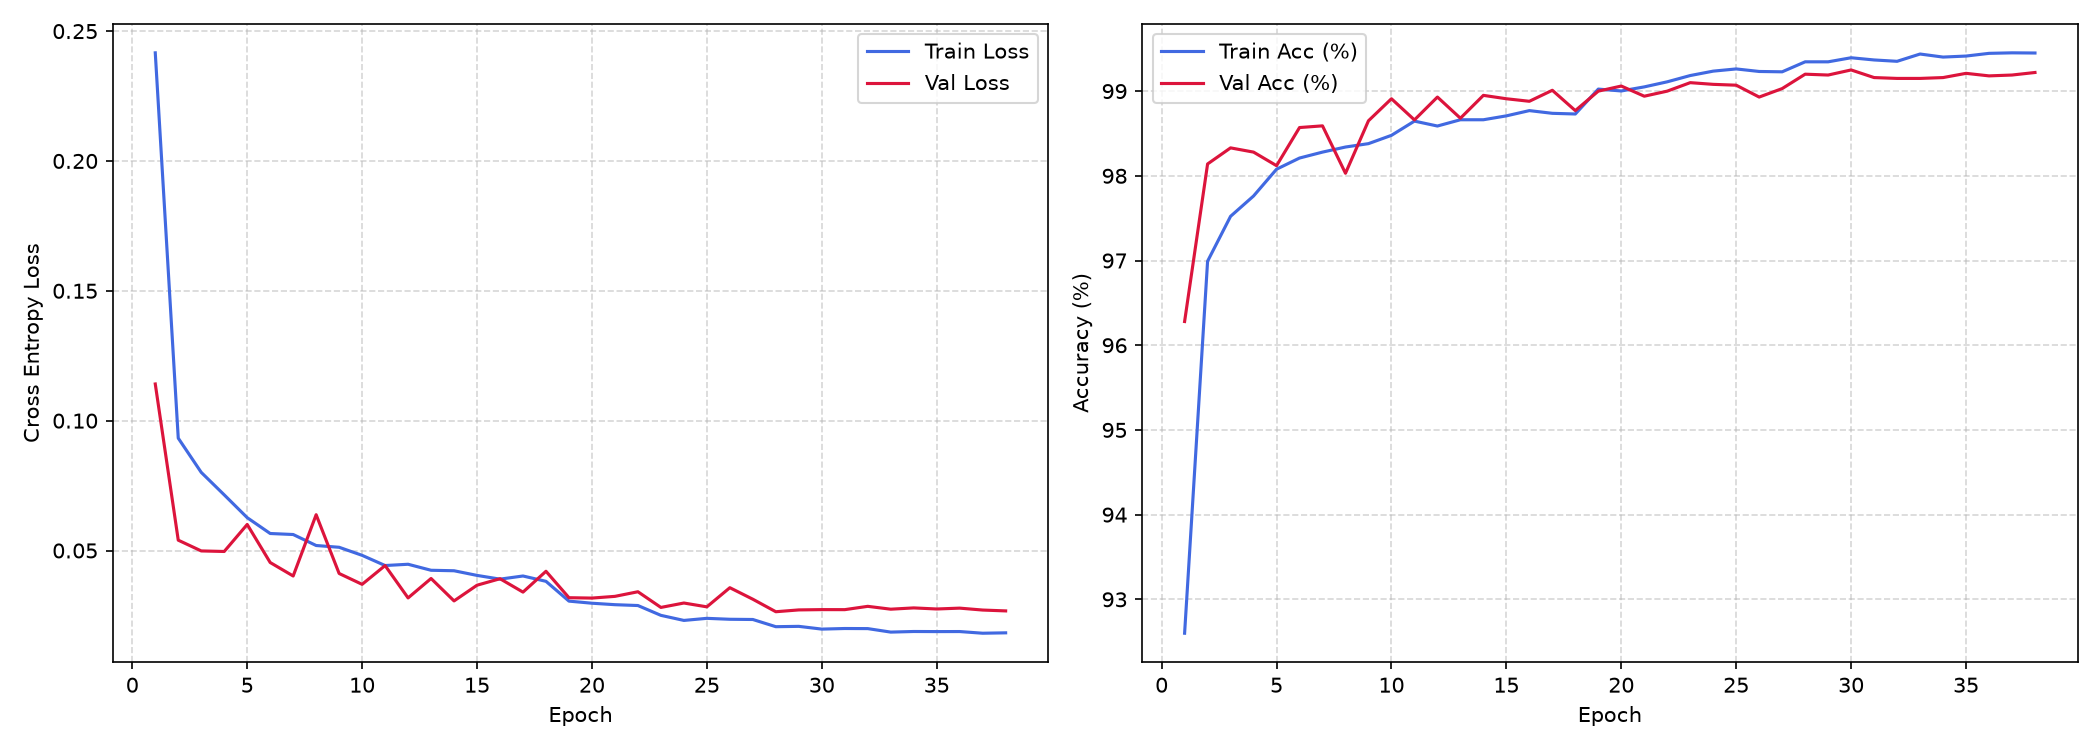 0.25
0.20
0.15
0.10
0.05
Cross Entropy Loss
Train Loss
Val Loss
0 5 10 15 20 25 30 35
Epoch
99
98
97
96
95
94
93
Accuracy (%)
Train Acc (%)
Val Acc (%)
0 5 10 15 20 25 30 35
Epoch